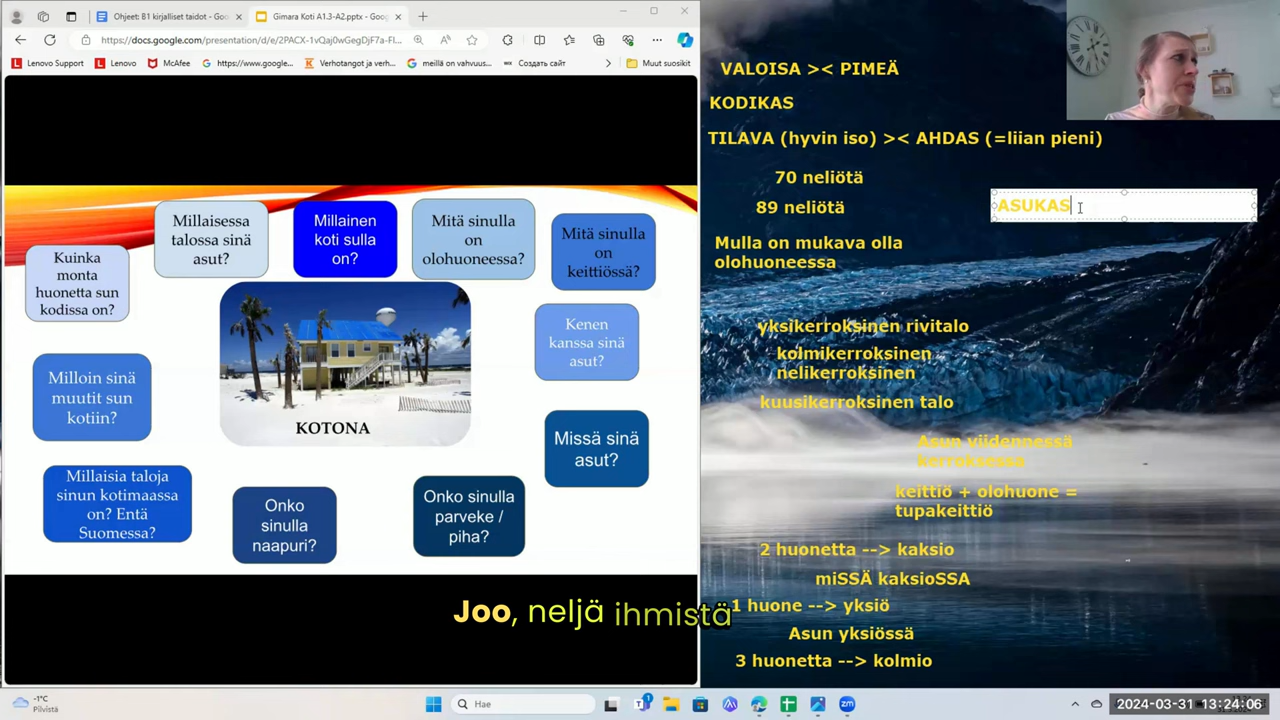 Ohjeet: B1 kirjalliset taidot - Goo
Gimara Koti A1.3-A2.pptx - Goo
https://docs.google.com/presentation/d/e/2PACX-1vQaj0wGegDjF7a-FI...
Lenovo Support
Lenovo
McAfee
https://www.google...
Verhotangot ja verh...
meillä on vahvuus...
Создать сайт
Muut suosikit
Millaisessa
talossa sinä
asut?
Millainen
koti sulla
on?
Mitä sinulla
on
olohuoneessa?
Mitä sinulla
on
keittiössä?
Kuinka
monta
huonetta sun
kodissa on?
Kenen
kanssa sinä
asut?
Milloin sinä
muutit sun
kotiin?
KOTONA
Missä sinä
asut?
Millaisia taloja
sinun kotimaassa
on? Entä
Suomessa?
Onko
sinulla
naapuri?
Onko sinulla
parveke /
piha?
VALOISA >< PIMEÄ
KODIKAS
TILAVA (hyvin iso) >< AHDAS (=liian pieni)
70 neliötä
89 neliötä
ASUKAS
Mulla on mukava olla
olohuoneessa
yksikerroksinen rivitalo
kolmikerroksinen
nelikerroksinen
kuusikerroksinen talo
Asun viidennessä
kerroksessa
keittiö + olohuone =
tupakeittiö
2 huonetta --> kaksio
miSSÄ kaksioSSA
1 huone --> yksiö
Asun yksiössä
3 huonetta --> kolmio
Joo, neljä ihmistä
-1°C
Pilvistä
Hae
2024-03-31 13:24:06